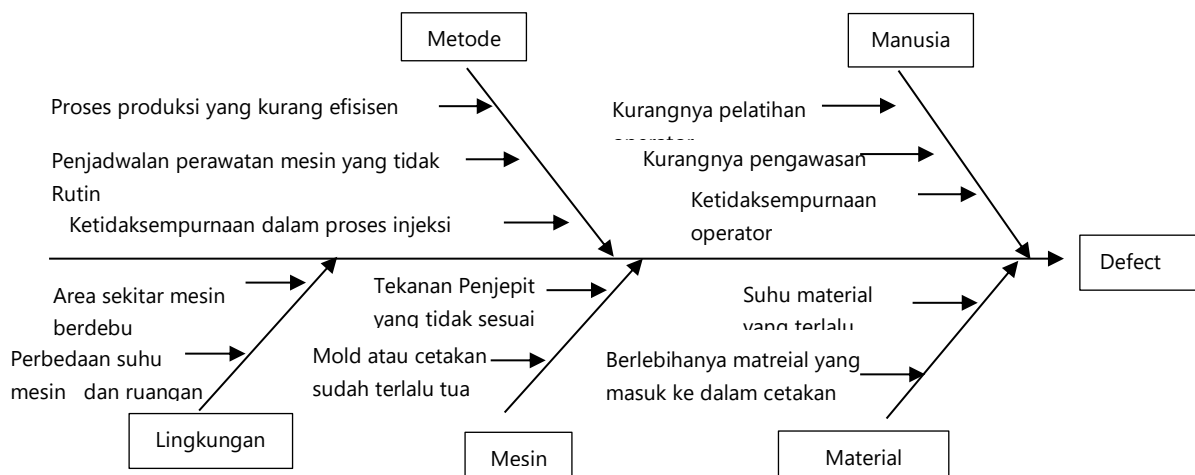 Metode
Manusia
Proses produksi yang kurang efisisen
Penjadwalan perawatan mesin yang tidak
Rutin
Ketidaksempurnaan dalam proses injeksi
Kurangnya pelatihan
Kurangnya pengawasan
Ketidaksempurnaan
operator
Defect
Area sekitar mesin
berdebu
Perbedaan suhu
mesin dan ruangan
Tekanan Penjepit
yang tidak sesuai
Mold atau cetakan
sudah terlalu tua
Suhu material
yang terlalu
Berlebihanya matreial yang
masuk ke dalam cetakan
Lingkungan
Mesin
Material